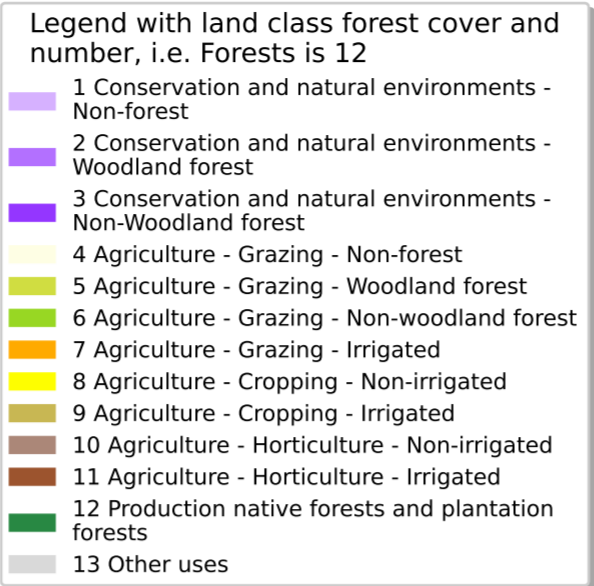 Legend with land class forest cover and
number, i.e. Forests is 12
1 Conservation and natural environments -
Non-forest
2 Conservation and natural environments -
Woodland forest
3 Conservation and natural environments -
Non-Woodland forest
4 Agriculture - Grazing - Non-forest
5 Agriculture - Grazing - Woodland forest
6 Agriculture - Grazing - Non-woodland forest
7 Agriculture - Grazing - Irrigated
8 Agriculture - Cropping - Non-irrigated
9 Agriculture - Cropping - Irrigated
10 Agriculture - Horticulture - Non-irrigated
11 Agriculture - Horticulture - Irrigated
12 Production native forests and plantation
forests
13 Other uses